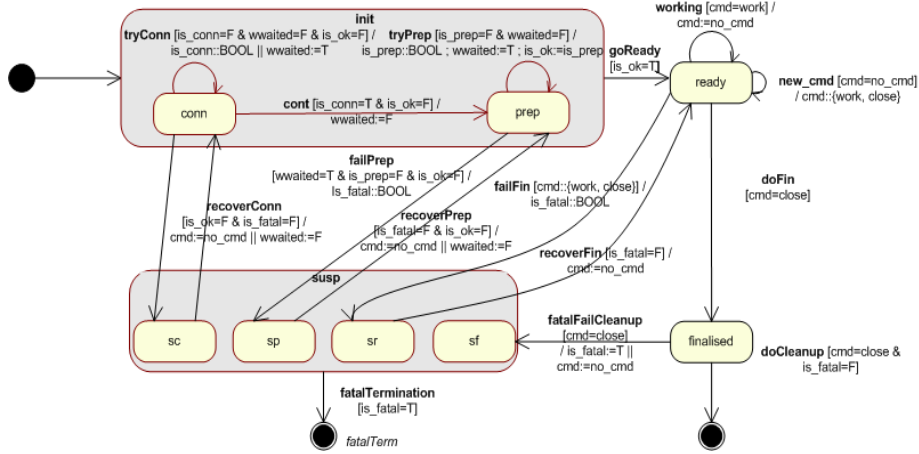 init
tryConn [is_conn=F & wwaited=F & is_ok=F] /
is_conn::BOOL || wwaited:=T
tryPrep [is_prep=F & wwaited=F] /
is_prep::BOOL ; wwaited:=T ; is_ok:=is_prep
goReady
[is_ok=T]
working [cmd=work] /
cmd:=no_cmd
ready
new_cmd [cmd=no_cmd]
/ cmd::{work, close}
conn
cont [is_conn=T & is_ok=F] /
wwaited:=F
prep
failPrep
[wwaited=T & is_prep=F & is_ok=F] /
Is_fatal::BOOL
failFin [cmd::{work, close}] /
is_fatal::BOOL
doFin
[cmd=close]
recoverConn
[is_ok=F & is_fatal=F] /
cmd:=no_cmd || wwaited:=F
recoverPrep
[is_fatal=F & is_ok=F] /
cmd:=no_cmd || wwaited:=F
recoverFin [is_fatal=F] /
cmd:=no_cmd
susp
sc
sp
sr
sf
fatalFailCleanup
[cmd=close]
/ is_fatal:=T ||
cmd:=no_cmd
finalised
doCleanup [cmd=close &
is_fatal=F]
fatalTermination
[is_fatal=T]
fatalTerm